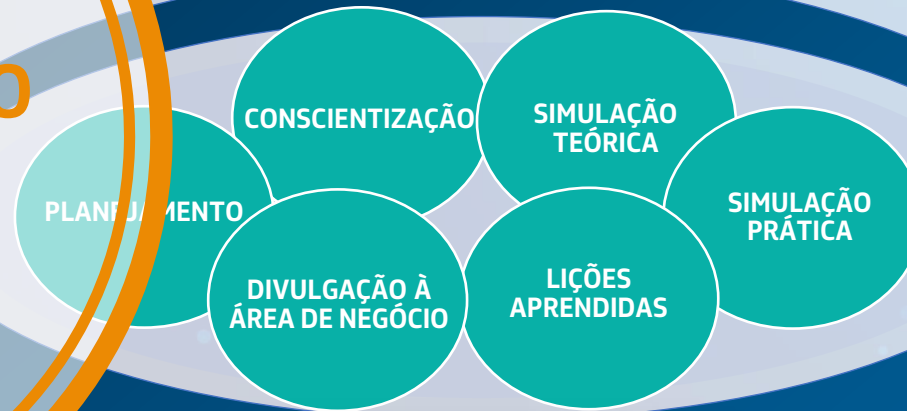 CONSCIENTIZAÇÃO
SIMULAÇÃO
TEÓRICA
PLANEJAMENTO
SIMULAÇÃO
PRÁTICA
DIVULGAÇÃO À
ÁREA DE NEGÓCIO
LIÇÕES
APRENDIDAS